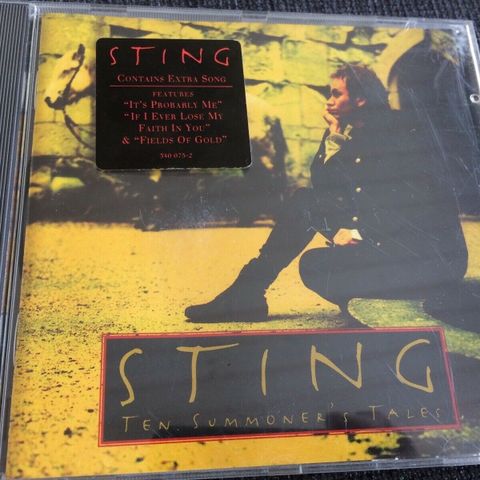 STING
CONTAINS EXTRA SONG
FEATURES
"IT'S PROBABLY ME"
"IF I EVER LOSE MY
FAITH IN YOU"
& "FIELDS OF GOLD"
540 075-2
STING
TEN SUMMONER'S TALES